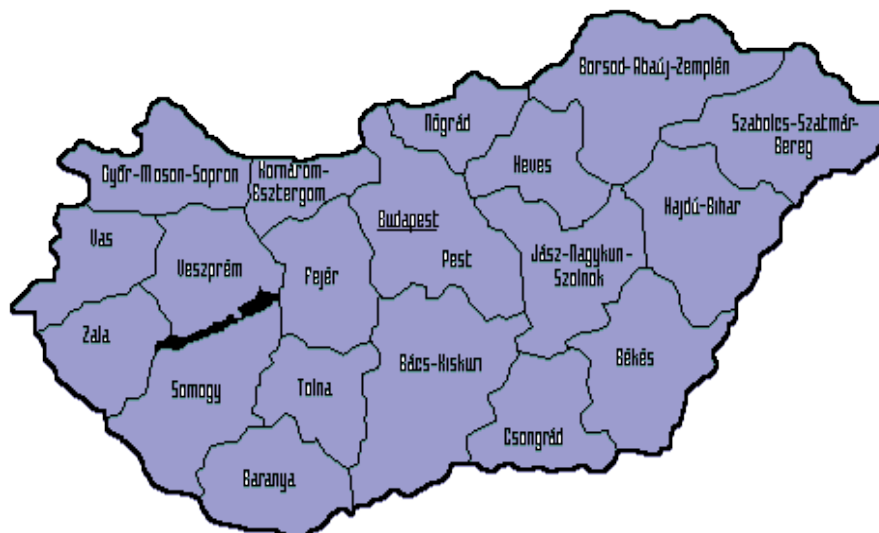 Borsod-Abaúj-Zemplén
Nőgrád
Szabolcs-Szatmár-
Bereg
Győr-Moson-Sopron
Komárom-
Esztergom
Heves
Hajdú-Bihar
Budapest
Vas
Veszprém
Fejér
Pest
Jász-Nagykun-
Szolnok
Zala
Somogy
Tolna
Bács-Kiskun
Békés
Csongrád
Baranya